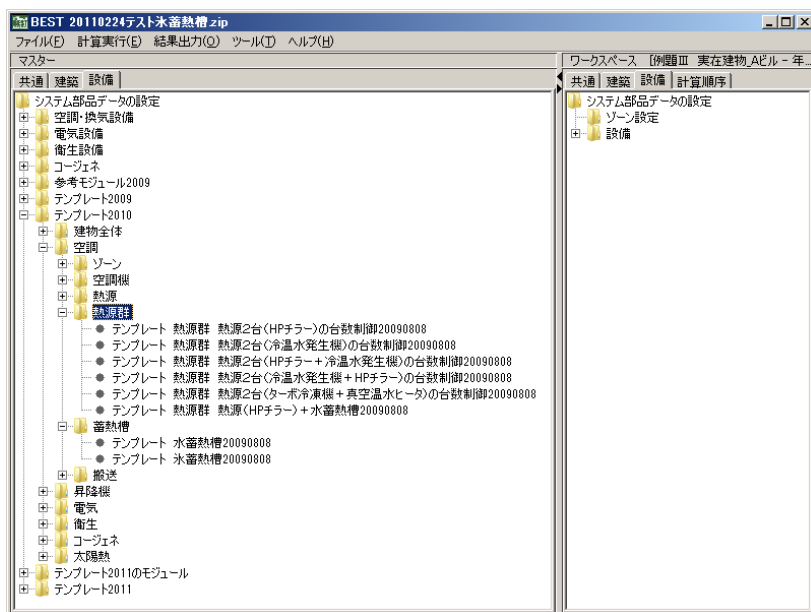 BEST 20110224テスト氷蓄熱槽.zip
ファイル(F) 計算実行(E) 結果出力(O) ツール(T) ヘルプ(H)
マスター
共通 建築 設備
システム部品データの設定
空調・換気設備
電気設備
衛生設備
コージェネ
参考モジュール2009
テンプレート2009
テンプレート2010
建物全体
空調
ゾーン
空調機
熱源
熱源群
テンプレート 熱源群 熱源2台(HPチラー)の台数制御20090808
テンプレート 熱源群 熱源2台(冷温水発生機)の台数制御20090808
テンプレート 熱源群 熱源2台(HPチラー+冷温水発生機)の台数制御20090808
テンプレート 熱源群 熱源2台(冷温水発生機+HPチラー)の台数制御20090808
テンプレート 熱源群 熱源2台(ターボ冷凍機+真空温水ヒータ)の台数制御20090808
テンプレート 熱源群 熱源(HPチラー)+水蓄熱槽20090808
蓄熱槽
テンプレート 水蓄熱槽20090808
テンプレート 氷蓄熱槽20090808
搬送
昇降機
電気
衛生
コージェネ
太陽熱
テンプレート2011のモジュール
テンプレート2011
ワークスペース [例題Ⅲ 実在建物_Aビル - 年...
共通 建築 設備 計算順序
システム部品データの設定
ゾーン設定
設備